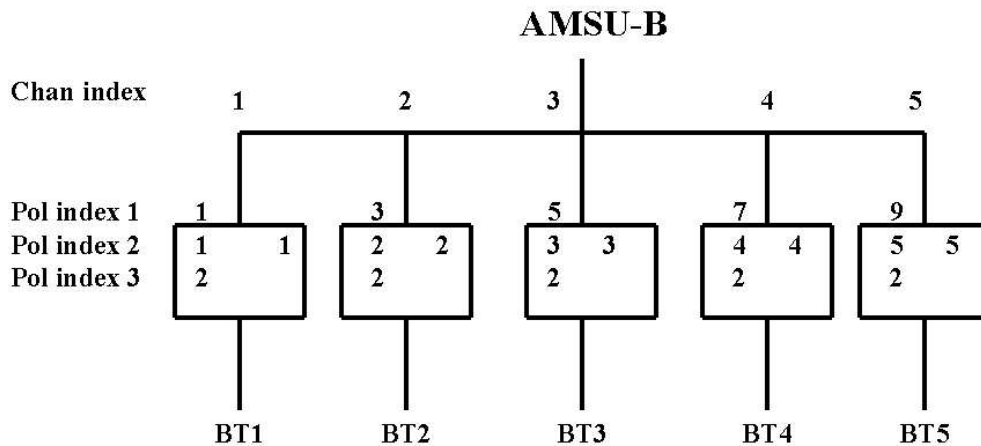 AMSU-B
Chan index 1 2 3 4 5
Pol index 1 1 3 5 7 9
Pol index 2 1 1 2 2 3 3 4 4 5 5
Pol index 3 2 2 2 2 2
BT1 BT2 BT3 BT4 BT5